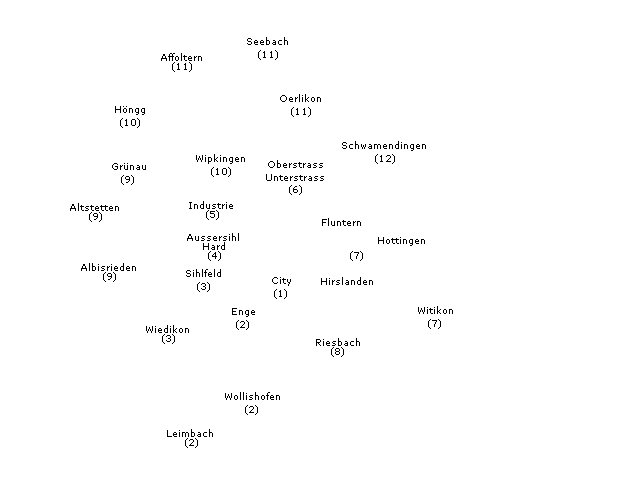 Seebach
(11)
Affoltern
(11)
Oerlikon
(11)
Höngg
(10)
Schwamendingen
(12)
Wipkingen
(10)
Oberstrass
Unterstrass
(6)
Grünau
(9)
Altstetten
(9)
Industrie
(5)
Fluntern
Hottingen
(7)
Aussersihl
Hard
(4)
Albisrieden
(9)
Sihlfeld
(3)
City
(1)
Hirslanden
Enge
(2)
Witikon
(7)
Wiedikon
(3)
Riesbach
(8)
Wollishofen
(2)
Leimbach
(2)